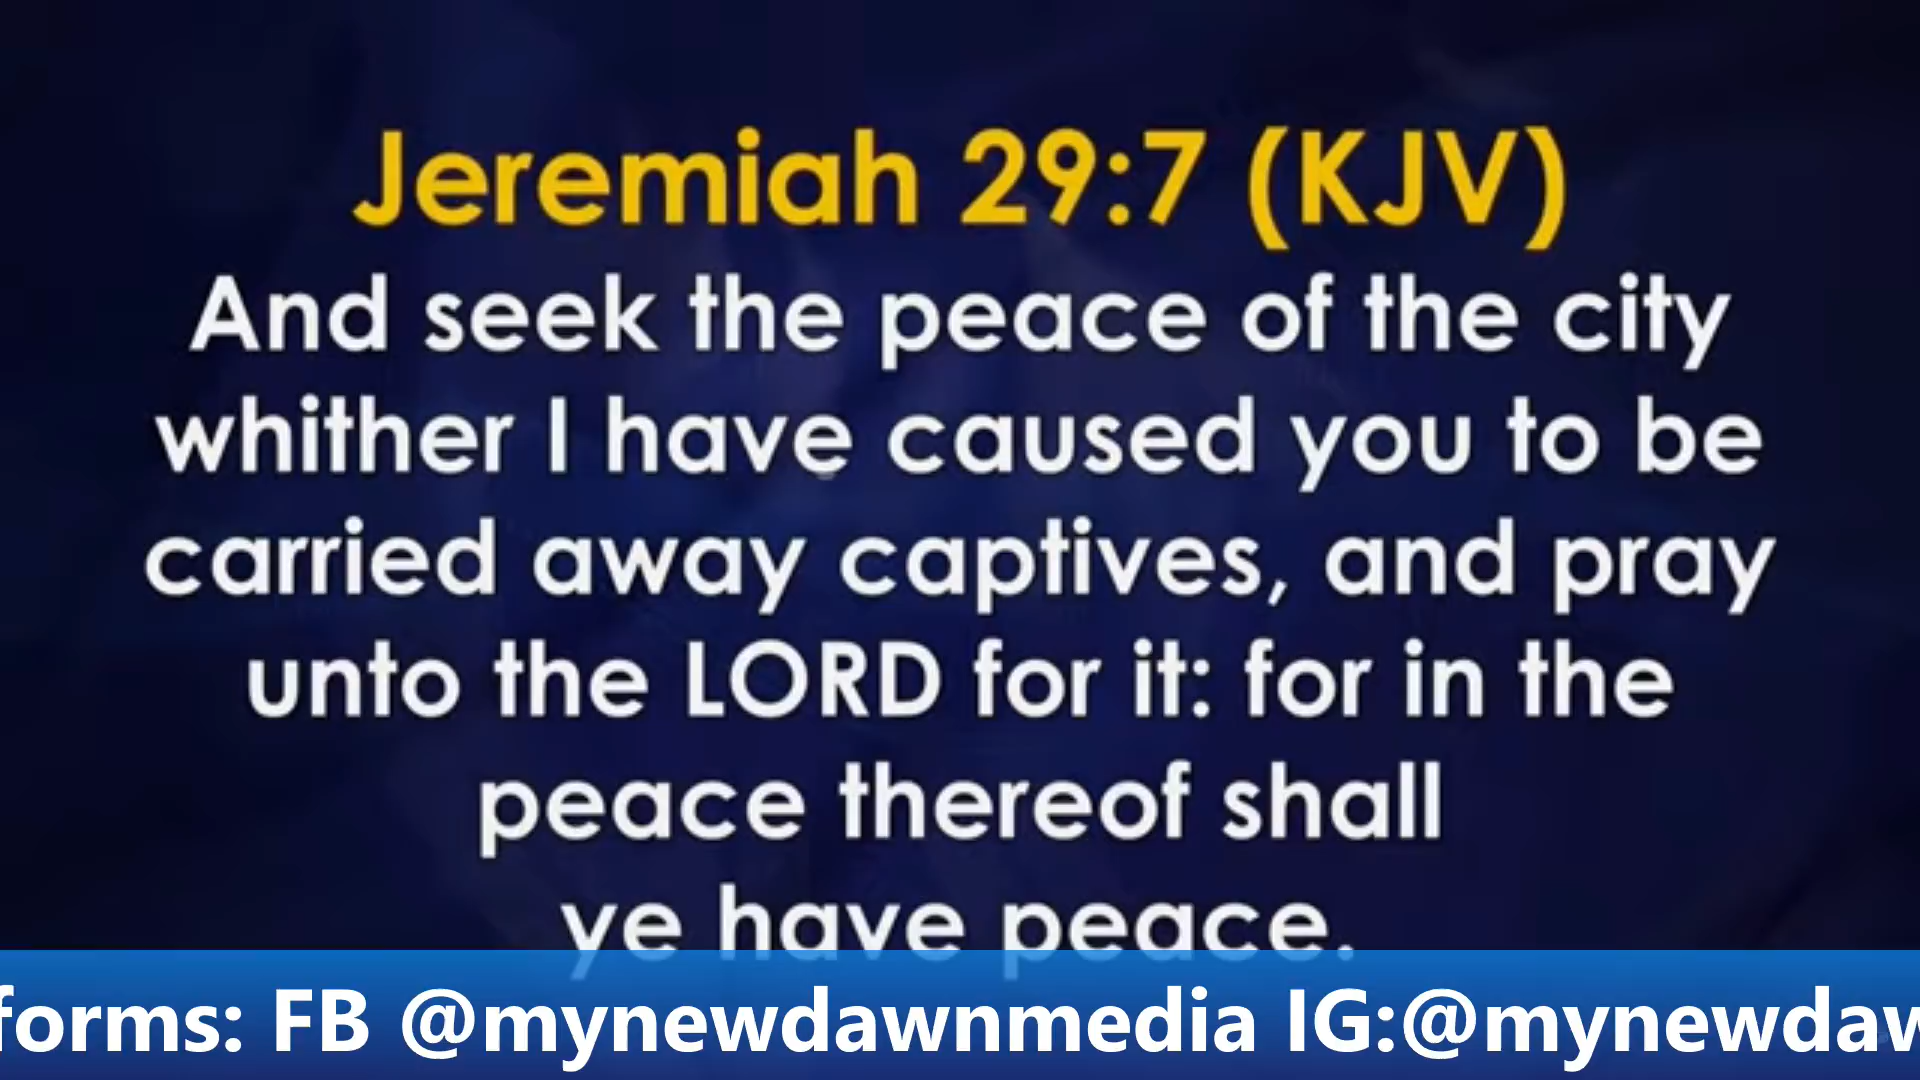 Jeremiah 29:7 (KJV)
And seek the peace of the city
whither I have caused you to be
carried away captives, and pray
unto the LORD for it: for in the
peace thereof shall
ye have peace.
forms: FB @mynewdawnmedia IG:@mynewdaw